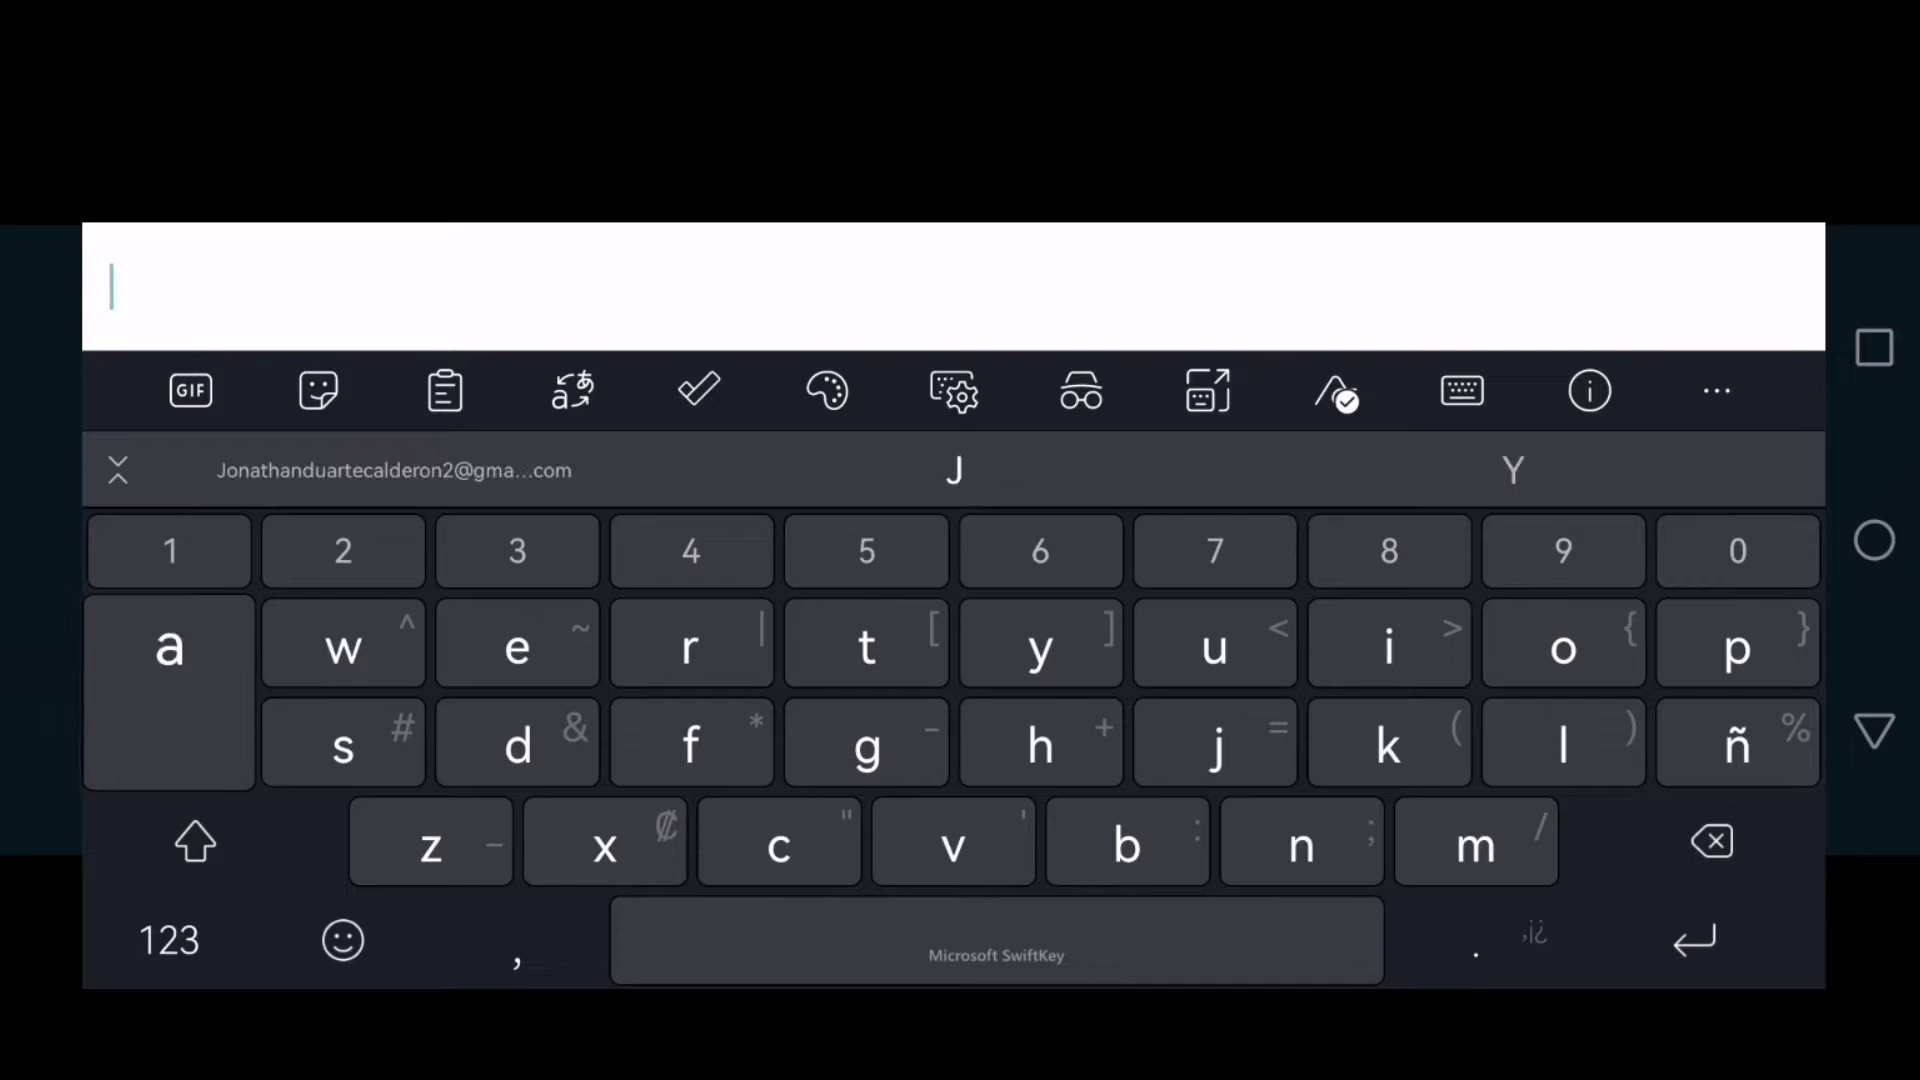 GIF
Jonathanduartecalderon2@gma...com J Y
1 2 3 4 5 6 7 8 9 0
a w ^ e ~ r | t [ y ] u < i > o { p }
s # d & f * g - h + j = k ( l ) ñ %
z _ x ₡ c " v ' b : n ; m /
123 , Microsoft SwiftKey . ,¡¿